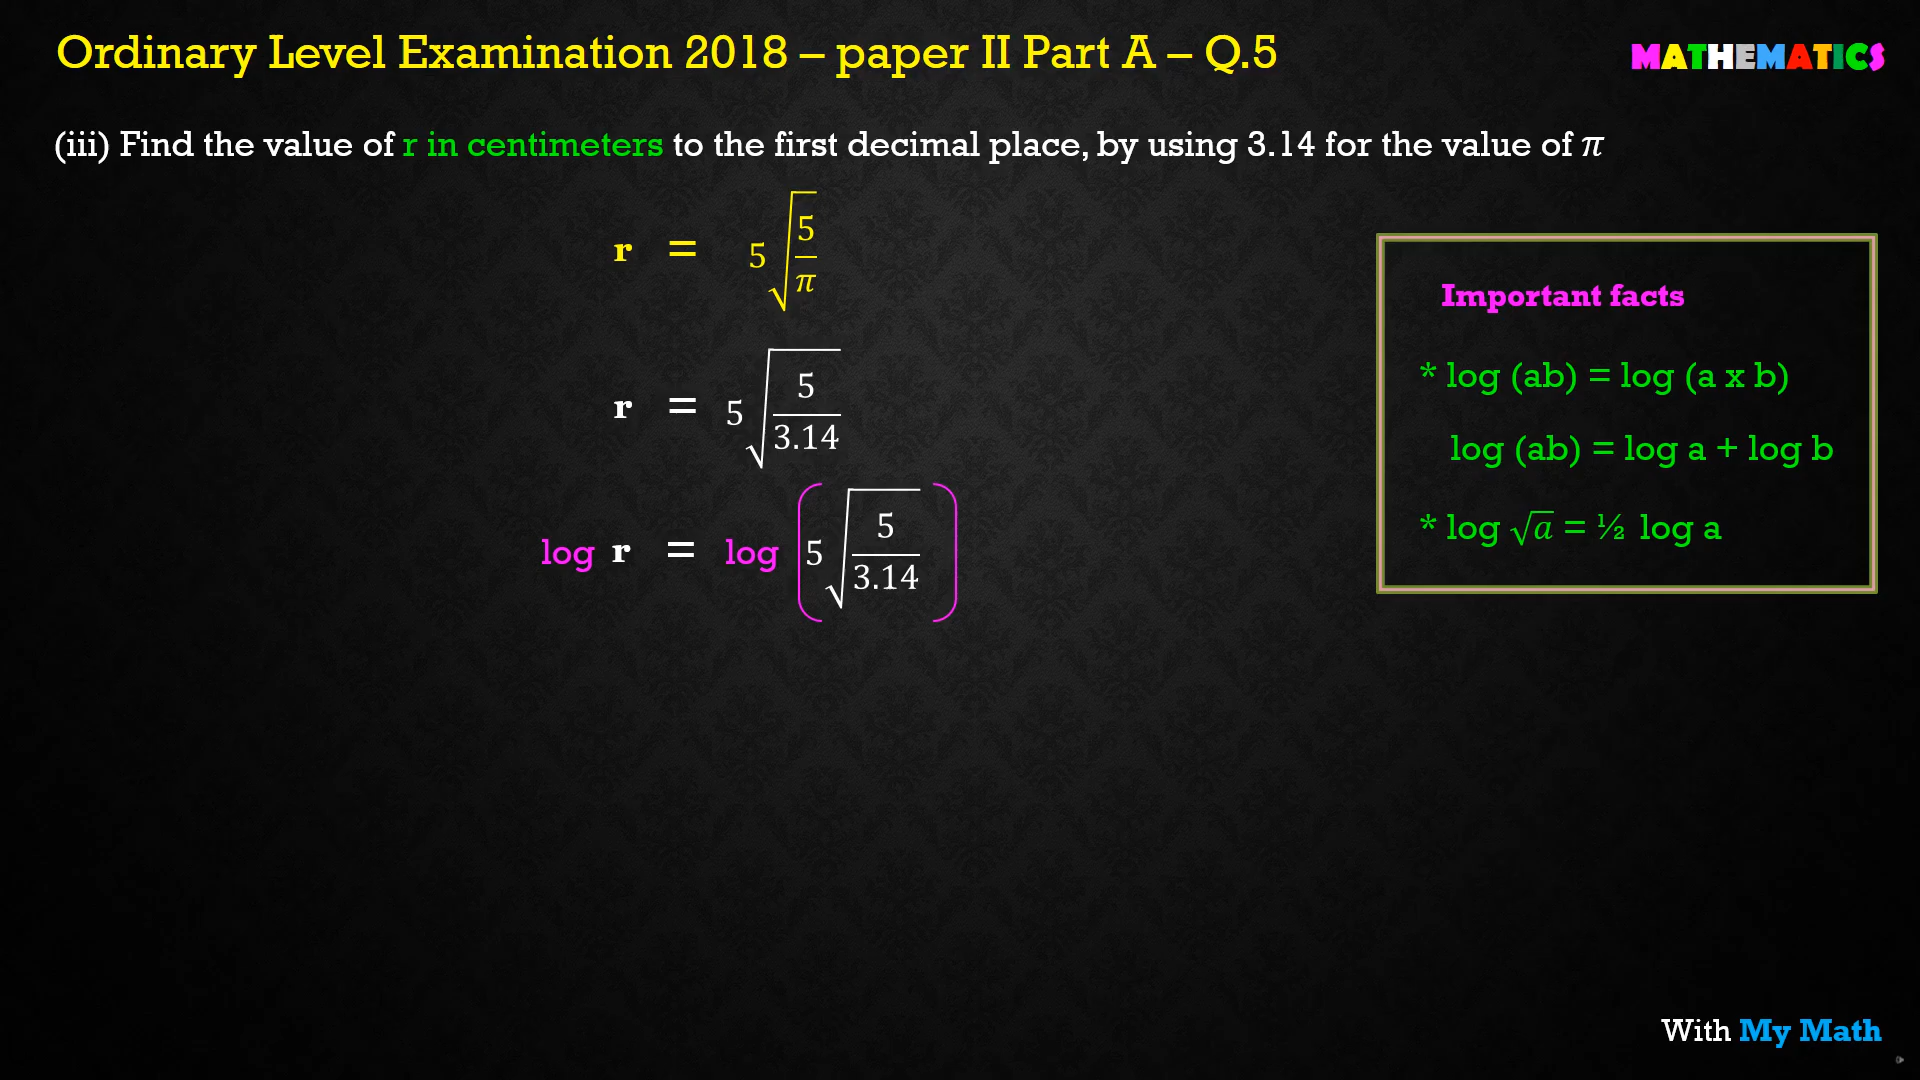 Ordinary Level Examination 2018 – paper II Part A – Q.5
MATHEMATICS
(iii) Find the value of r in centimeters to the first decimal place, by using 3.14 for the value of π
r = 5√(5/π)
r = 5√(5/3.14)
log r = log (5√(5/3.14))
Important facts
* log (ab) = log (a x b)
log (ab) = log a + log b
* log √a = ½ log a
With My Math